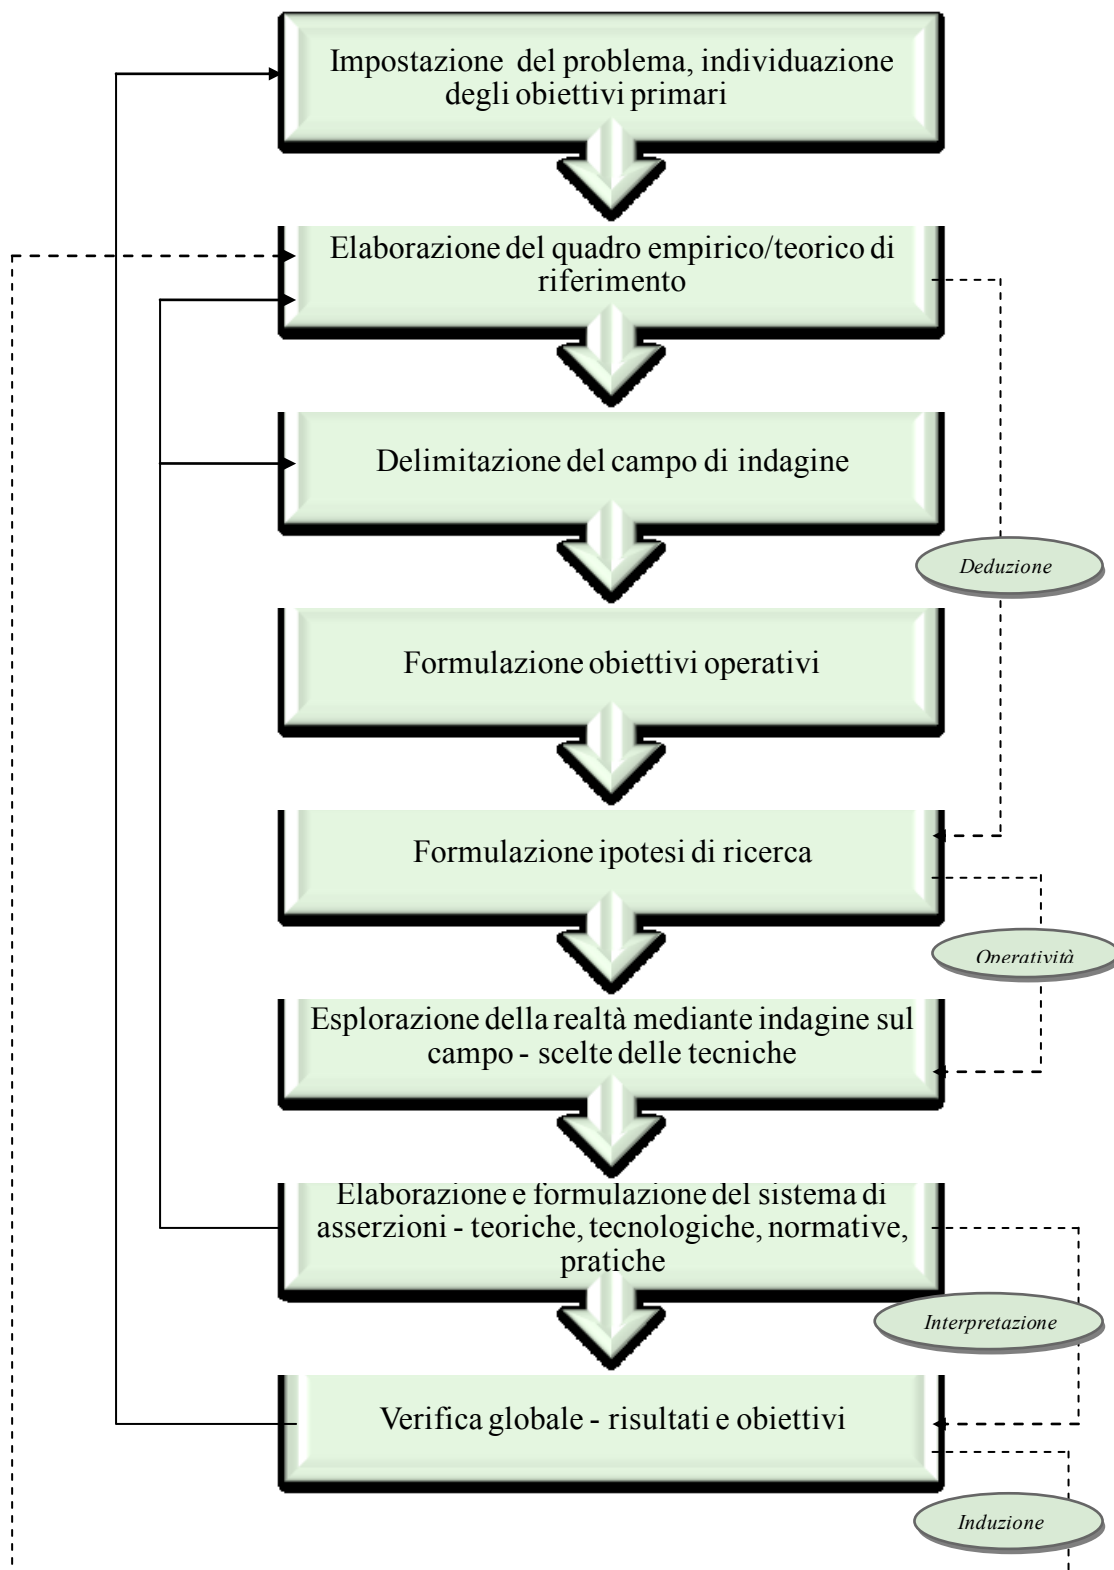 Impostazione del problema, individuazione
degli obiettivi primari
Elaborazione del quadro empirico/teorico di
riferimento
Delimitazione del campo di indagine
Deduzione
Formulazione obiettivi operativi
Formulazione ipotesi di ricerca
Operatività
Esplorazione della realtà mediante indagine sul
campo - scelte delle tecniche
Elaborazione e formulazione del sistema di
asserzioni - teoriche, tecnologiche, normative,
pratiche
Interpretazione
Verifica globale - risultati e obiettivi
Induzione